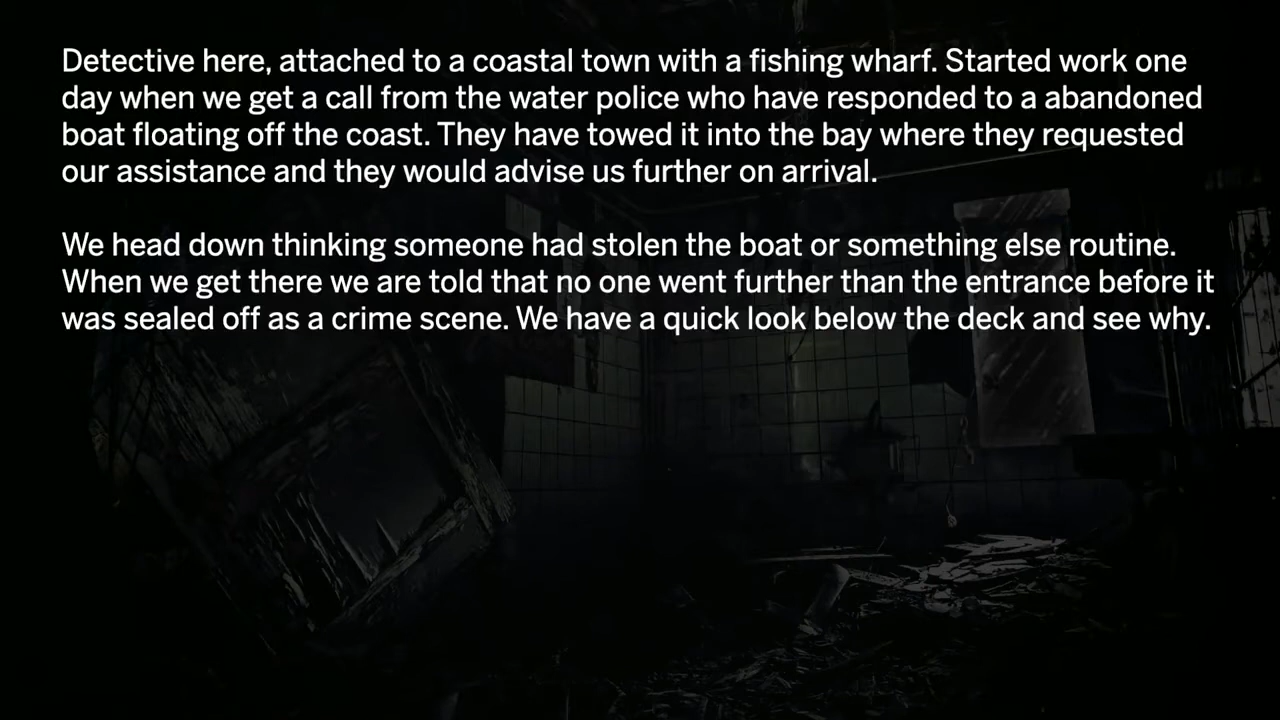 Detective here, attached to a coastal town with a fishing wharf. Started work one
day when we get a call from the water police who have responded to a abandoned
boat floating off the coast. They have towed it into the bay where they requested
our assistance and they would advise us further on arrival.
We head down thinking someone had stolen the boat or something else routine.
When we get there we are told that no one went further than the entrance before it
was sealed off as a crime scene. We have a quick look below the deck and see why.